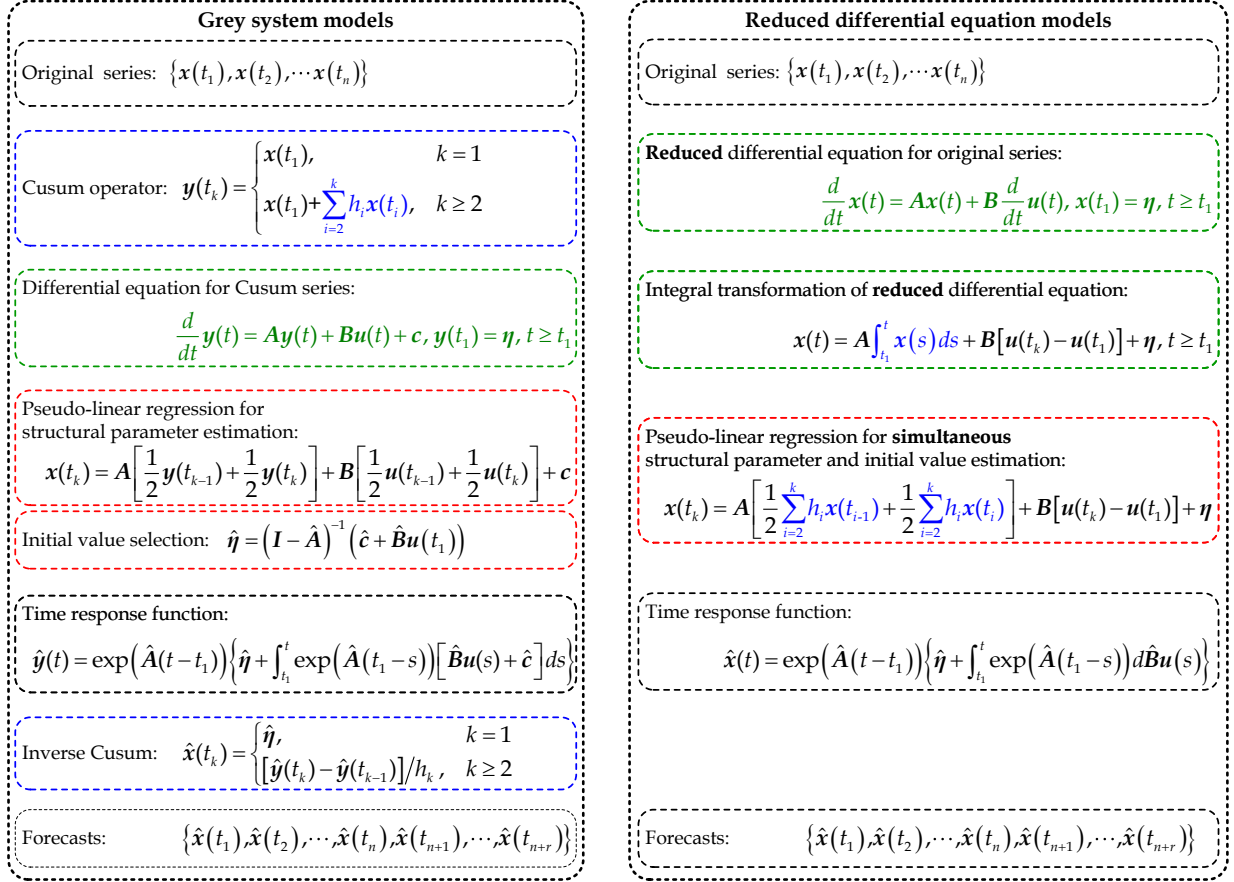 Grey system models
Original series: {x(t₁),x(t₂),⋯x(tₙ)}
Cusum operator: y(tₖ) = { x(t₁), k = 1
x(t₁)+∑_{i=2}^{k} hᵢx(tᵢ), k ≥ 2
Differential equation for Cusum series:
d/dt y(t) = Ay(t) + Bu(t) + c, y(t₁) = η, t ≥ t₁
Pseudo-linear regression for
structural parameter estimation:
x(tₖ) = A[1/2 y(tₖ₋₁) + 1/2 y(tₖ)] + B[1/2 u(tₖ₋₁) + 1/2 u(tₖ)] + c
Initial value selection: η̂ = (I − Â)⁻¹(ĉ + B̂u(t₁))
Time response function:
ŷ(t) = exp(Â(t − t₁)){η̂ + ∫_{t₁}^{t} exp(Â(t₁ − s))[B̂u(s) + ĉ]ds}
Inverse Cusum: x̂(tₖ) = { η̂, k = 1
[ŷ(tₖ) − ŷ(tₖ₋₁)]/hₖ, k ≥ 2
Forecasts: {x̂(t₁),x̂(t₂),⋯,x̂(tₙ),x̂(tₙ₊₁),⋯,x̂(tₙ₊ᵣ)}
Reduced differential equation models
Original series: {x(t₁),x(t₂),⋯x(tₙ)}
Reduced differential equation for original series:
d/dt x(t) = Ax(t) + B d/dt u(t), x(t₁) = η, t ≥ t₁
Integral transformation of reduced differential equation:
x(t) = A∫_{t₁}^{t} x(s)ds + B[u(tₖ) − u(t₁)] + η, t ≥ t₁
Pseudo-linear regression for simultaneous
structural parameter and initial value estimation:
x(tₖ) = A[1/2 ∑_{i=2}^{k} hᵢx(tᵢ₋₁) + 1/2 ∑_{i=2}^{k} hᵢx(tᵢ)] + B[u(tₖ) − u(t₁)] + η
Time response function:
x̂(t) = exp(Â(t − t₁)){η̂ + ∫_{t₁}^{t} exp(Â(t₁ − s))dB̂u(s)}
Forecasts: {x̂(t₁),x̂(t₂),⋯,x̂(tₙ),x̂(tₙ₊₁),⋯,x̂(tₙ₊ᵣ)}